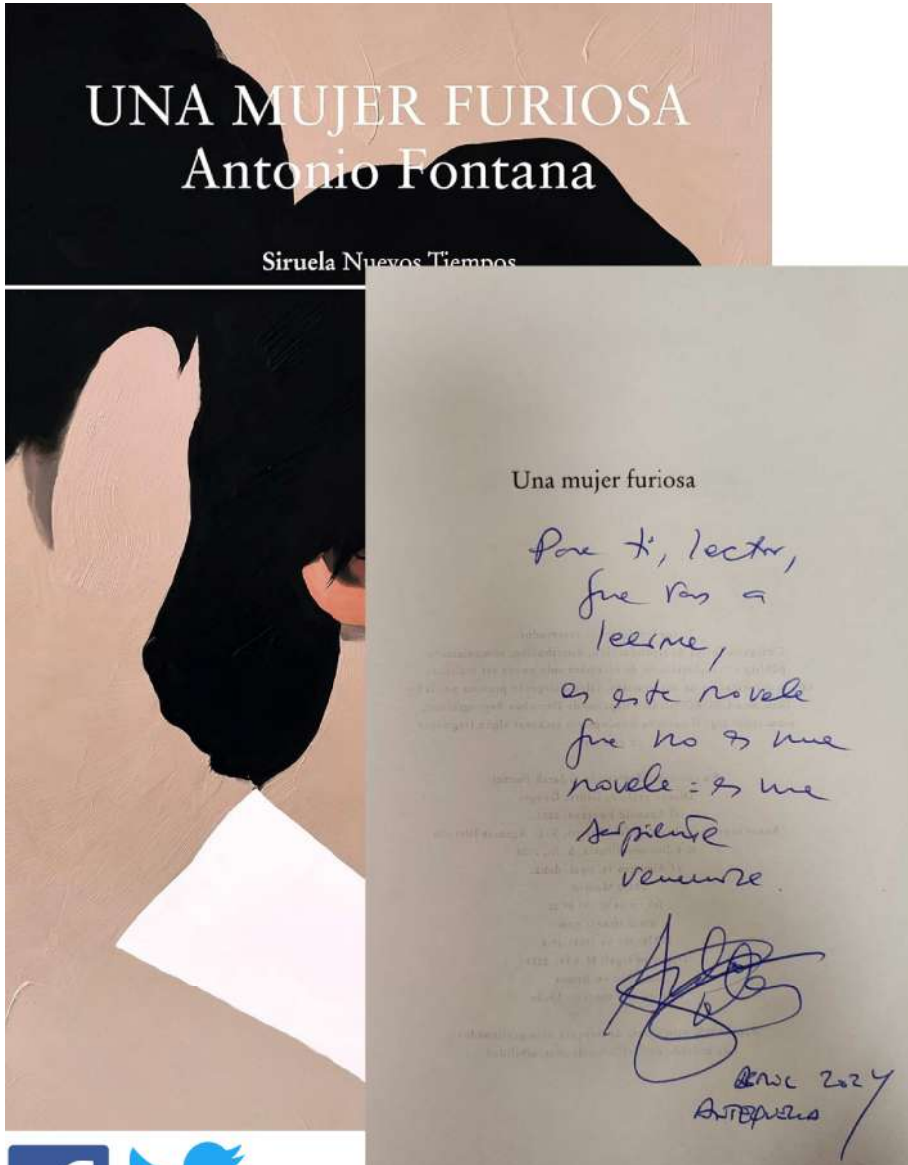 UNA MUJER FURIOSA
Antonio Fontana
Siruela Nuevos Tiempos
Una mujer furiosa
Para ti, lector,
que vas a
leerme,
es esta novela
que no es una
novela: es una
serpiente
venenosa.
ABRIL 2024
ANTEQUERA